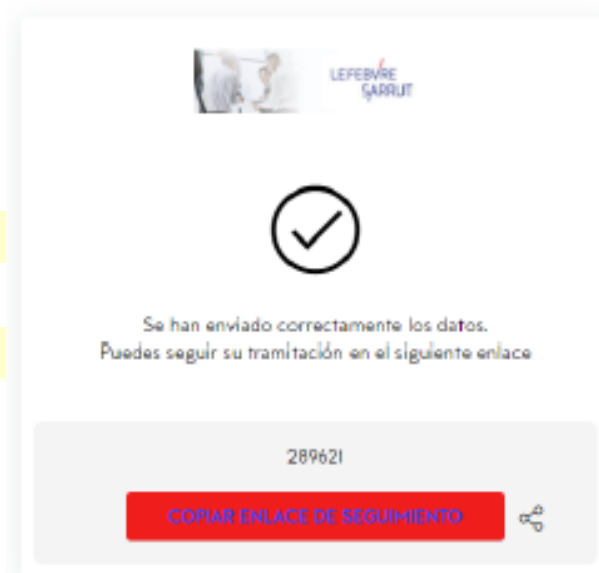 LEFEBVRE
SARRUT
Se han enviado correctamente los datos.
Puedes seguir su tramitación en el siguiente enlace
289621
COPIAR ENLACE DE SEGUIMIENTO